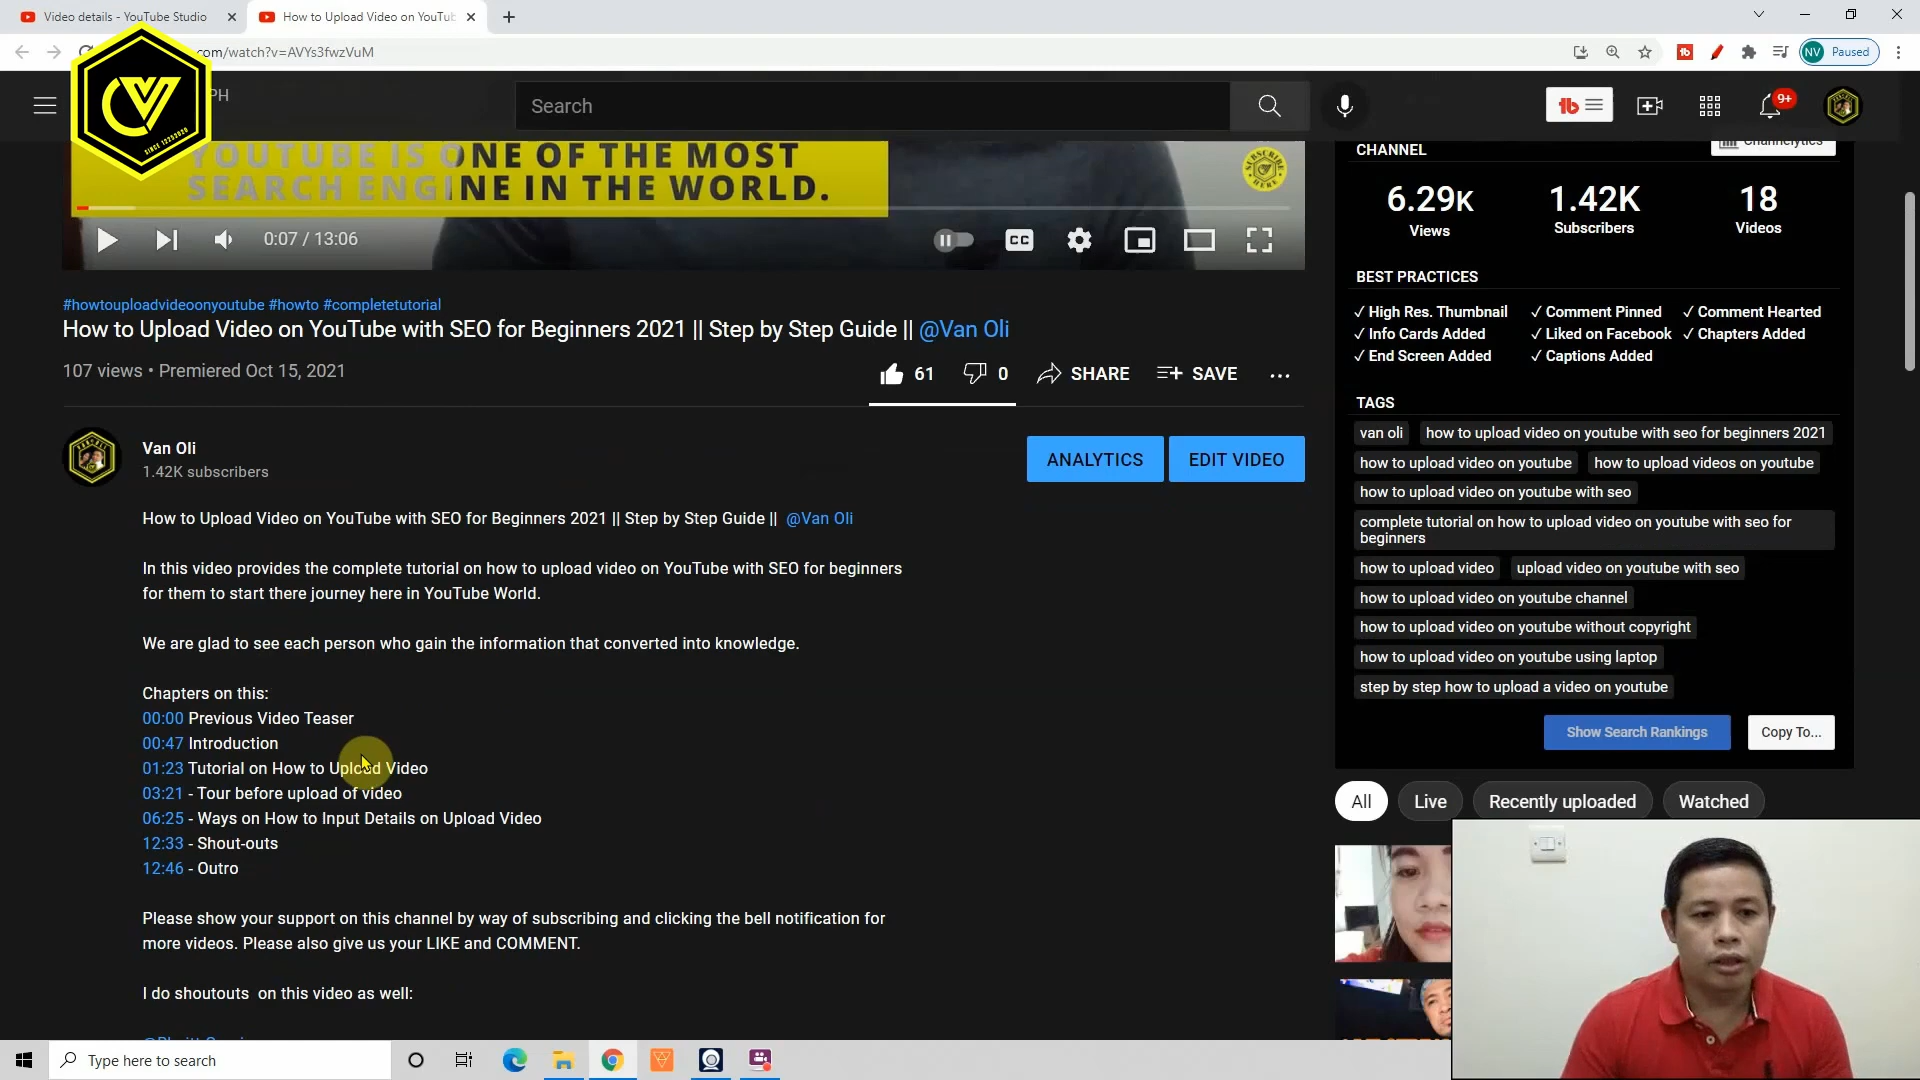 Video details - YouTube Studio
How to Upload Video on YouTub
com/watch?v=AVYs3fwzVuM
NV Paused
CV
SINCE 12252020
PH
Search
tb
9+
YOUTUBE IS ONE OF THE MOST
SEARCH ENGINE IN THE WORLD.
SUBSCRIBE HERE
0:07 / 13:06
CC
#howtouploadvideoonyoutube #howto #completetutorial
How to Upload Video on YouTube with SEO for Beginners 2021 || Step by Step Guide || @Van Oli
107 views • Premiered Oct 15, 2021
61
0
SHARE
SAVE
Van Oli
1.42K subscribers
ANALYTICS
EDIT VIDEO
How to Upload Video on YouTube with SEO for Beginners 2021 || Step by Step Guide || @Van Oli
In this video provides the complete tutorial on how to upload video on YouTube with SEO for beginners
for them to start there journey here in YouTube World.
We are glad to see each person who gain the information that converted into knowledge.
Chapters on this:
00:00 Previous Video Teaser
00:47 Introduction
01:23 Tutorial on How to Upload Video
03:21 - Tour before upload of video
06:25 - Ways on How to Input Details on Upload Video
12:33 - Shout-outs
12:46 - Outro
Please show your support on this channel by way of subscribing and clicking the bell notification for
more videos. Please also give us your LIKE and COMMENT.
I do shoutouts on this video as well:
CHANNEL
Channelytics
6.29K
1.42K
18
Views
Subscribers
Videos
BEST PRACTICES
✓ High Res. Thumbnail
✓ Comment Pinned
✓ Comment Hearted
✓ Info Cards Added
✓ Liked on Facebook
✓ Chapters Added
✓ End Screen Added
✓ Captions Added
TAGS
van oli
how to upload video on youtube with seo for beginners 2021
how to upload video on youtube
how to upload videos on youtube
how to upload video on youtube with seo
complete tutorial on how to upload video on youtube with seo for
beginners
how to upload video
upload video on youtube with seo
how to upload video on youtube channel
how to upload video on youtube without copyright
how to upload video on youtube using laptop
step by step how to upload a video on youtube
Show Search Rankings
Copy To...
All
Live
Recently uploaded
Watched
Type here to search